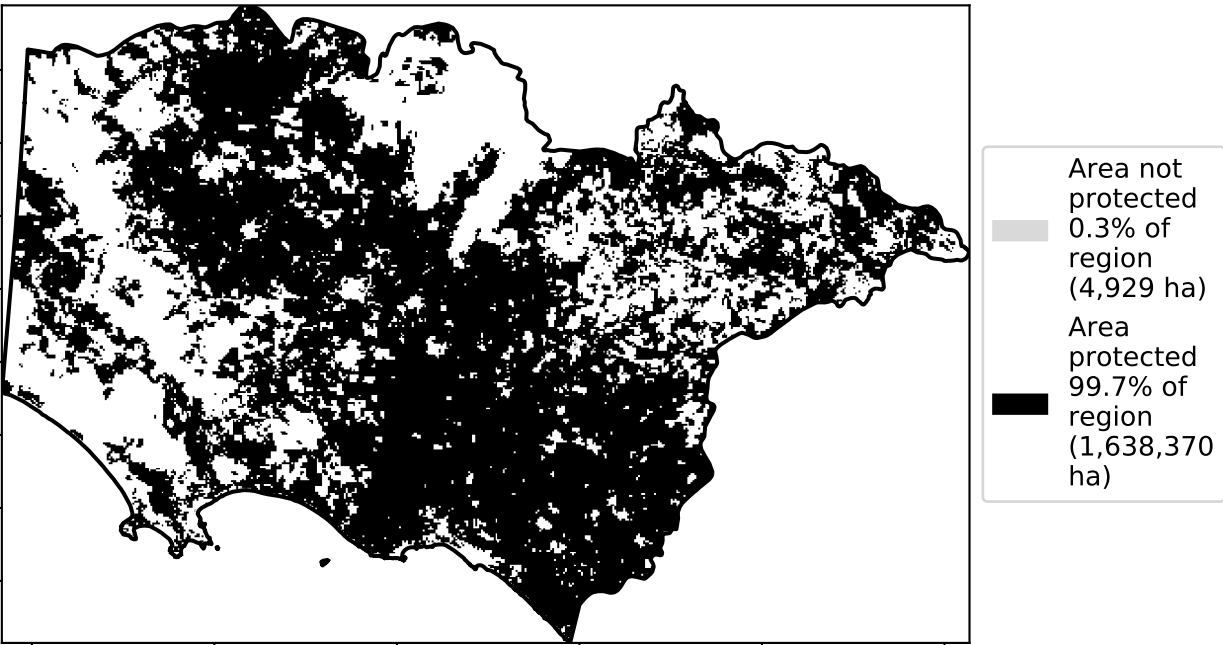 Area not
protected
0.3% of
region
(4,929 ha)
Area
protected
99.7% of
region
(1,638,370
ha)